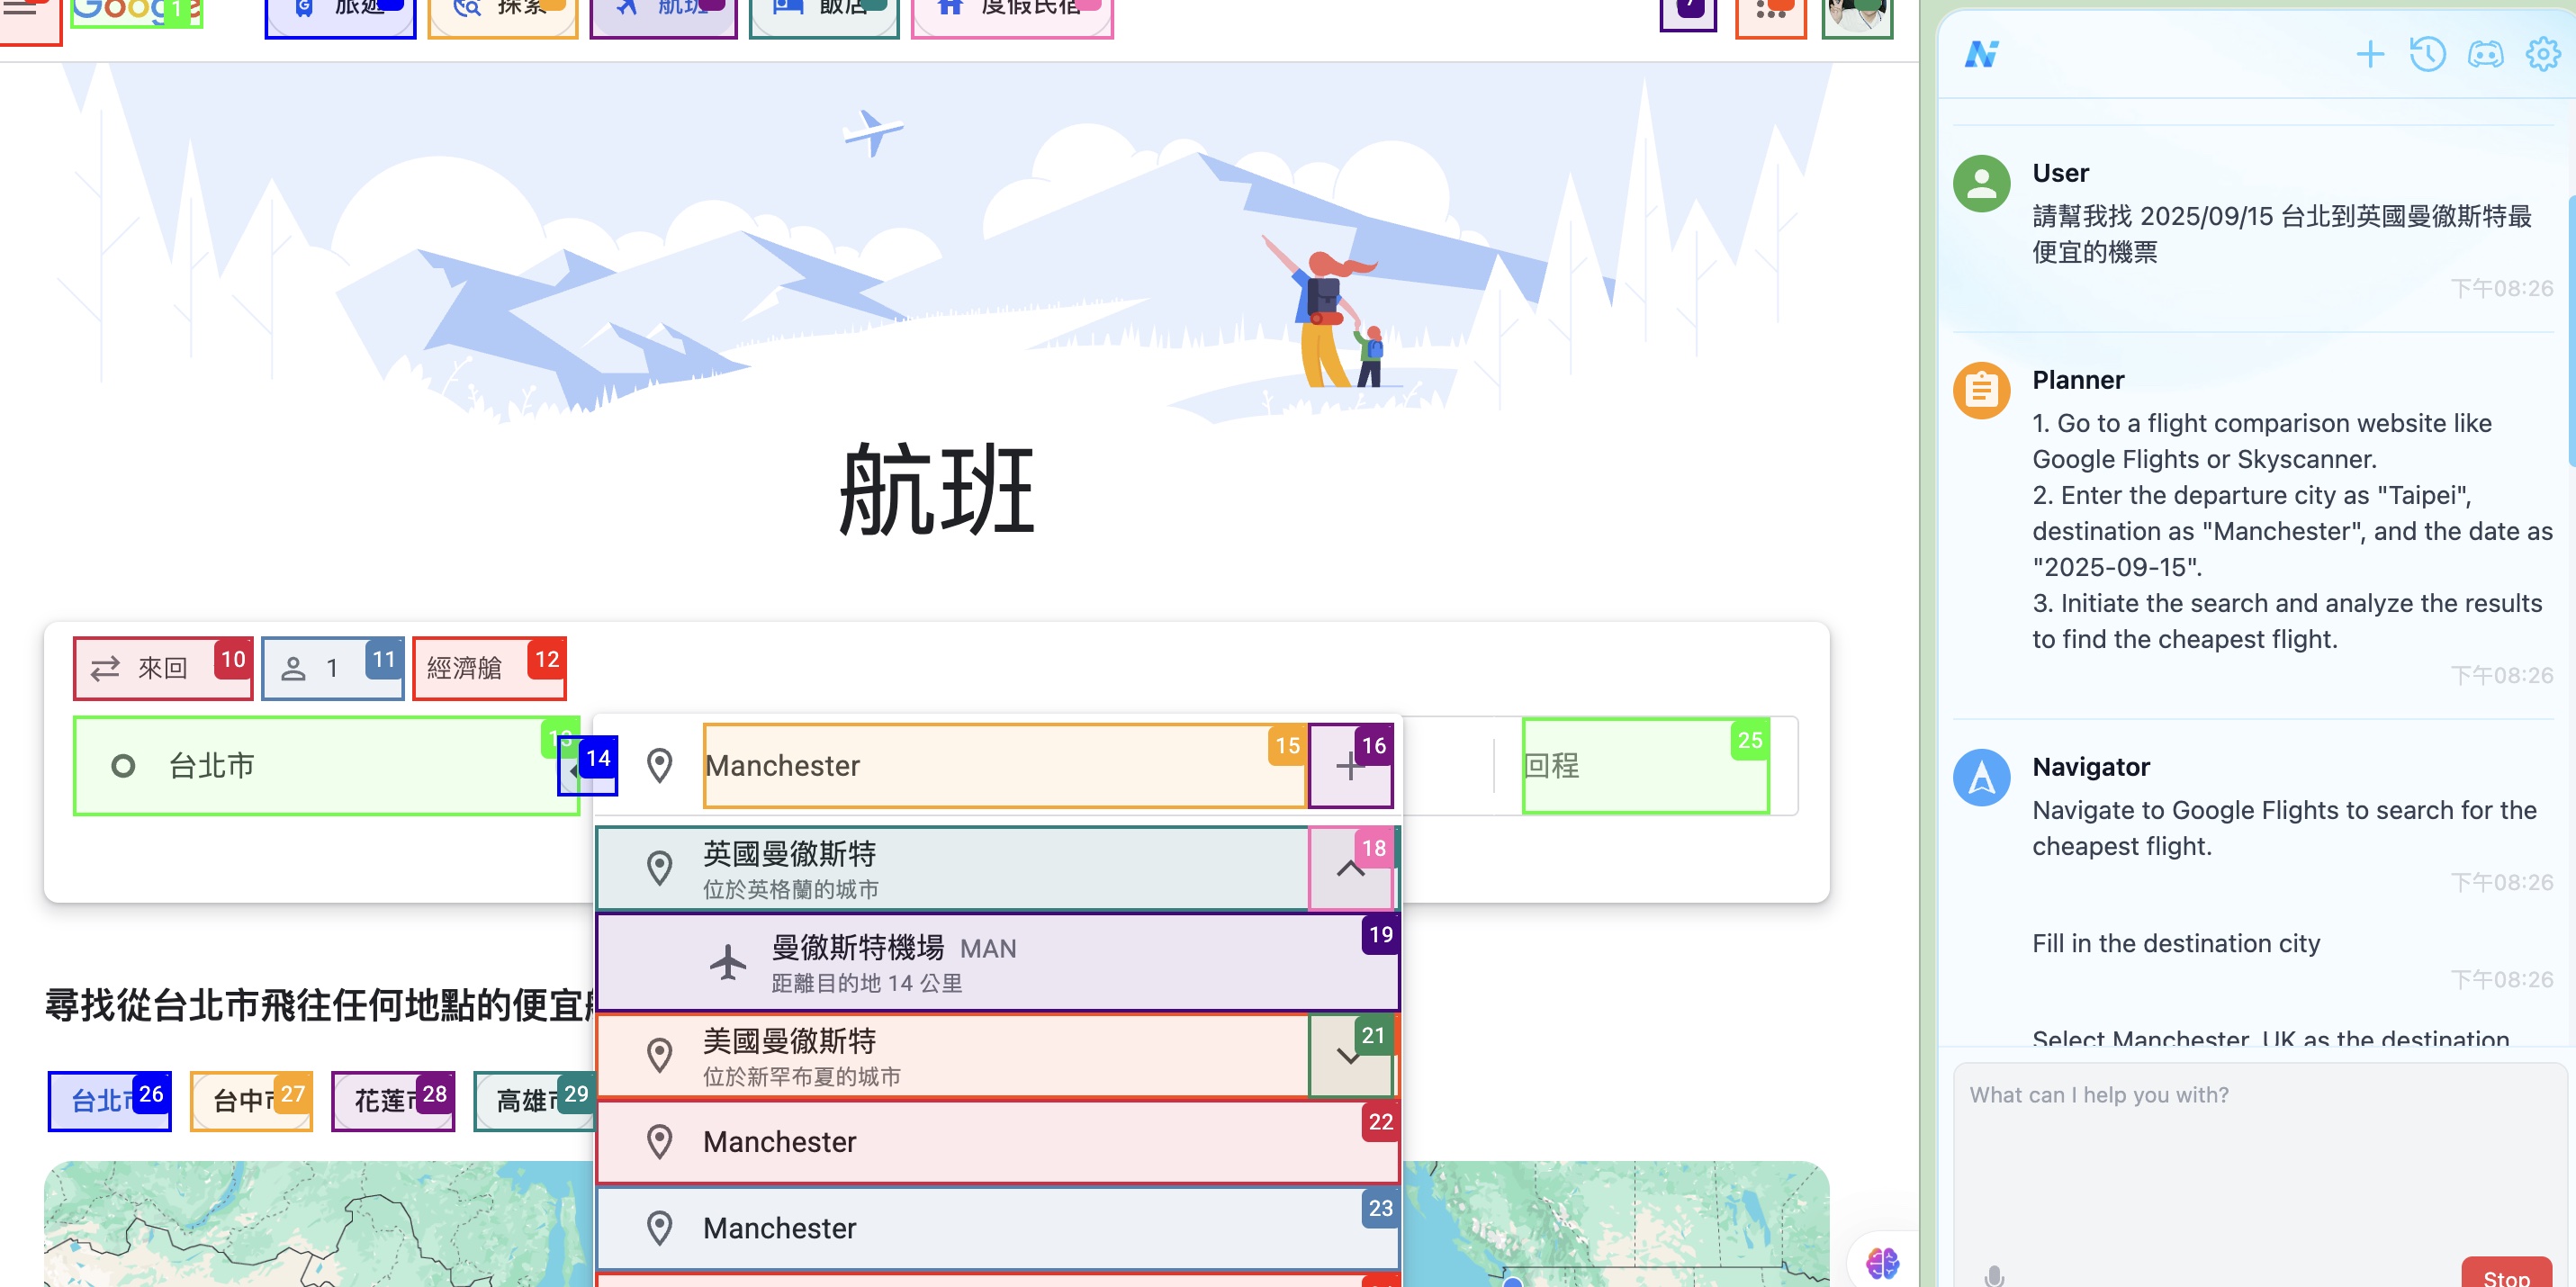 Google
1
旅遊
探索
航班
飯店
度假民宿
7
航班
來回
10
1
11
經濟艙
12
台北市
13
14
Manchester
15
16
回程
25
英國曼徹斯特
18
位於英格蘭的城市
曼徹斯特機場 MAN
19
距離目的地 14 公里
美國曼徹斯特
21
位於新罕布夏的城市
Manchester
22
Manchester
23
尋找從台北市飛往任何地點的便宜
台北市
26
台中市
27
花蓮市
28
高雄市
29
User
請幫我找 2025/09/15 台北到英國曼徹斯特最
便宜的機票
下午08:26
Planner
1. Go to a flight comparison website like
Google Flights or Skyscanner.
2. Enter the departure city as "Taipei",
destination as "Manchester", and the date as
"2025-09-15".
3. Initiate the search and analyze the results
to find the cheapest flight.
下午08:26
Navigator
Navigate to Google Flights to search for the
cheapest flight.
下午08:26
Fill in the destination city
下午08:26
Select Manchester, UK as the destination
What can I help you with?
Stop